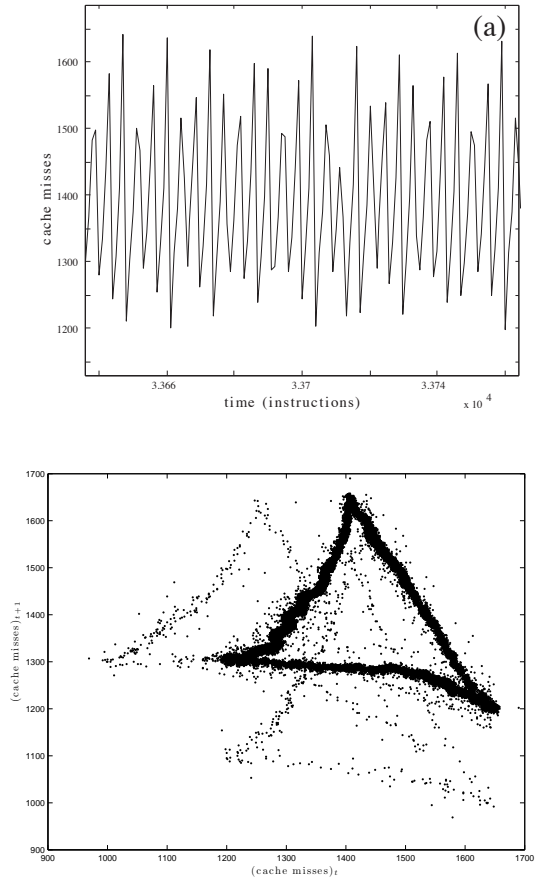 (a)
1600
1500
1400
1300
1200
cache misses
3.366 3.37 3.374
time (instructions)
x 10 4
1700
1600
1500
1400
1300
1200
1100
1000
900
(cache misses) t+1
900 1000 1100 1200 1300 1400 1500 1600 1700
(cache misses) t